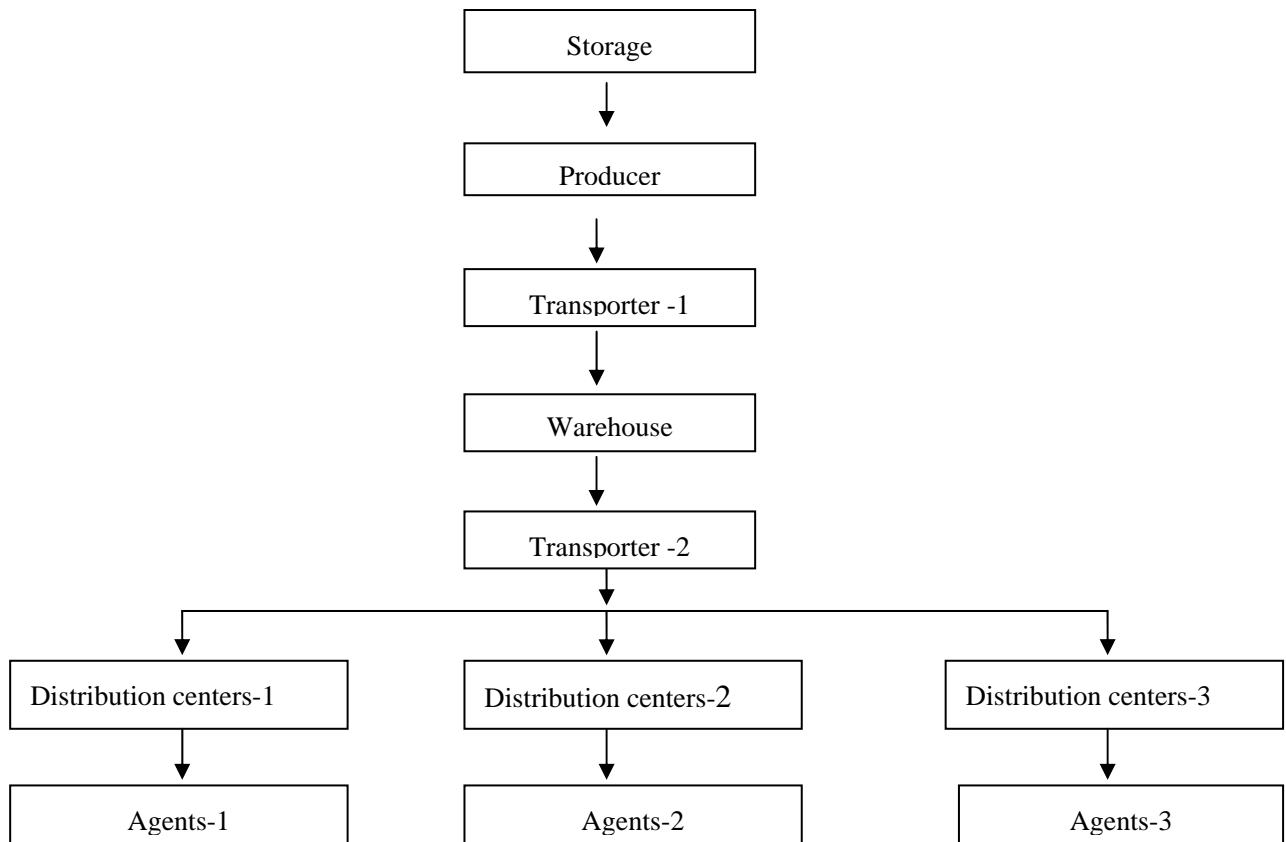 Storage
Producer
Transporter -1
Warehouse
Transporter -2
Distribution centers-1
Distribution centers-2
Distribution centers-3
Agents-1
Agents-2
Agents-3